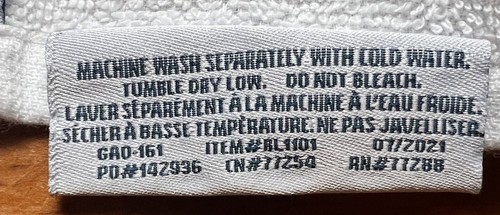 MACHINE WASH SEPARATELY WITH COLD WATER.
TUMBLE DRY LOW. DO NOT BLEACH.
LAVER SÉPARÉMENT À LA MACHINE À L'EAU FROIDE.
SÉCHER À BASSE TEMPÉRATURE. NE PAS JAVELLISER.
GAO-161 ITEM#RL1101 07/2021
PO#142936 CN#77254 RN#77288